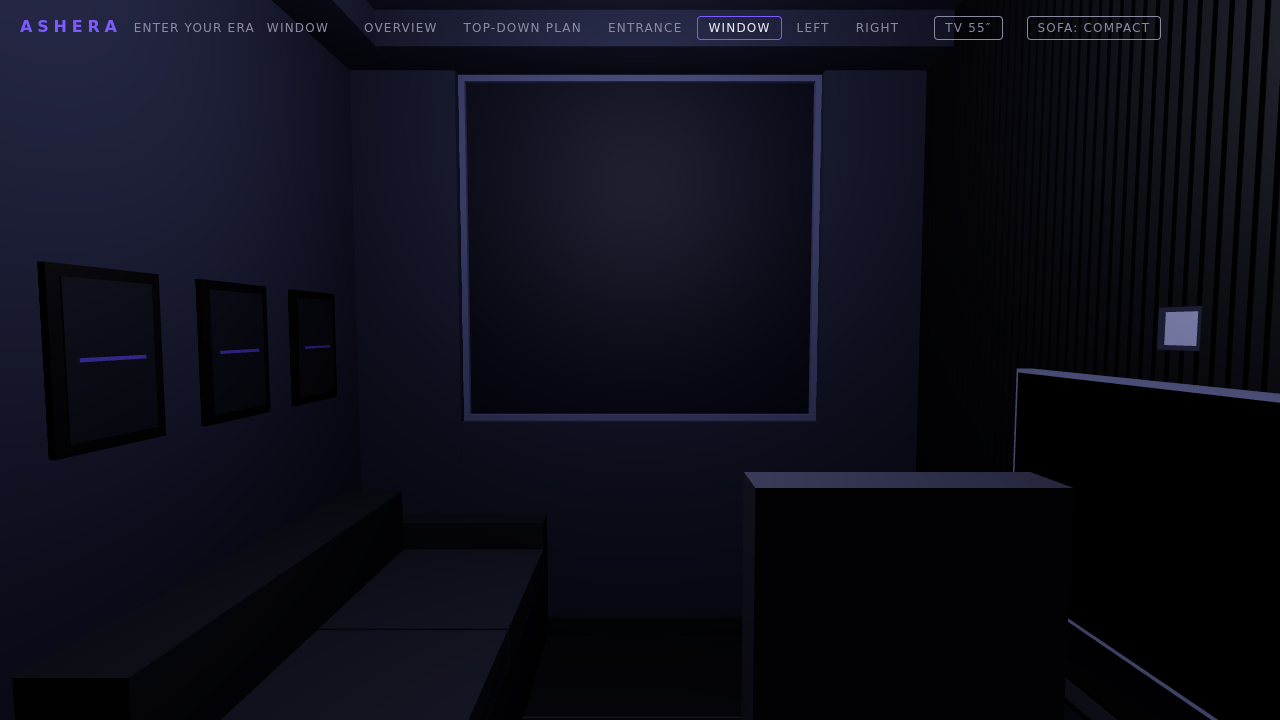 ASHERA ENTER YOUR ERA WINDOW OVERVIEW TOP-DOWN PLAN ENTRANCE WINDOW LEFT RIGHT TV 55″ SOFA: COMPACT